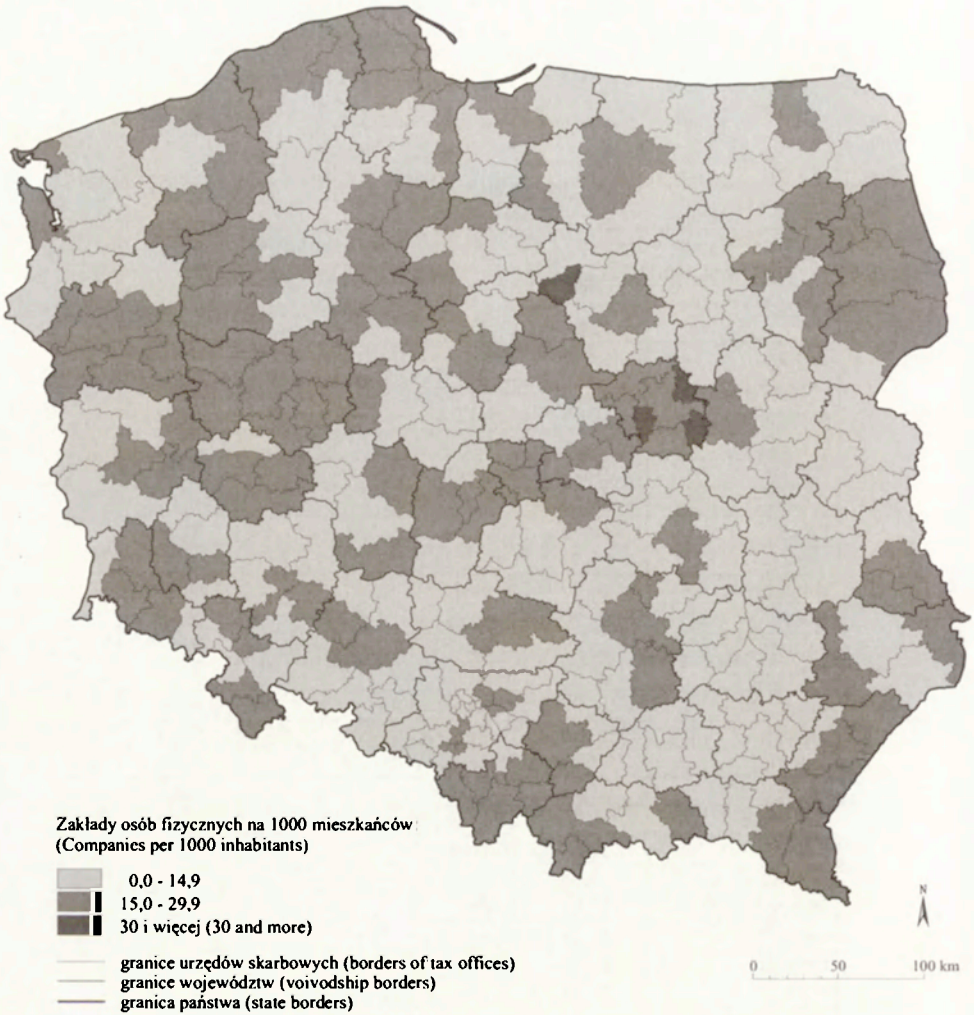 Zakłady osób fizycznych na 1000 mieszkańców
(Companies per 1000 inhabitants)
0,0 - 14,9
15,0 - 29,9
30 i więcej (30 and more)
granice urzędów skarbowych (borders of tax offices)
granice województw (voivodship borders)
granica państwa (state borders)
N
0 50 100 km